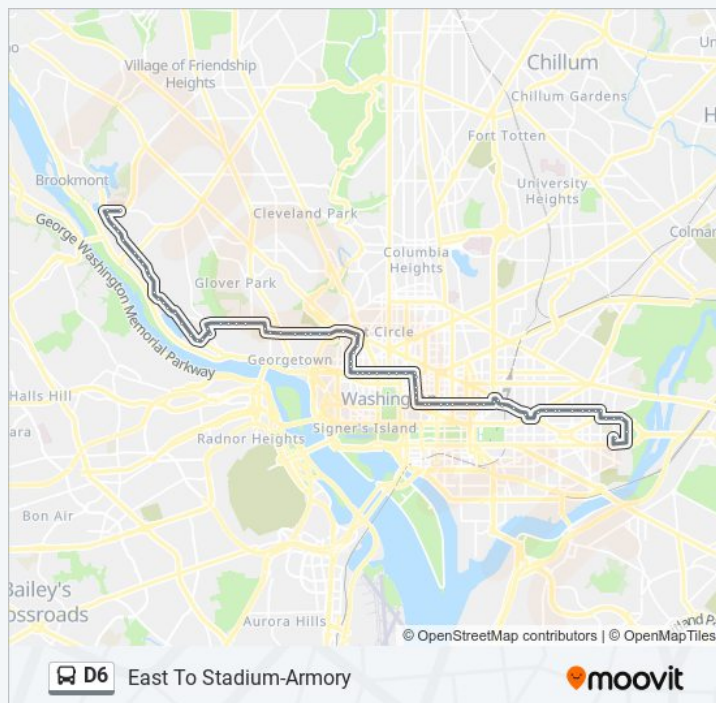 Village of Friendship
Heights
Chillum
Chillum Gardens
Fort Totten
Brookmont
University
Heights
Cleveland Park
Columbia
Heights
Glover Park
George Washington
Memorial Parkway
Georgetown
Circle
Halls Hill
Signer's Island
Radnor Heights
Bon Air
Bailey's
Aurora Hills
© OpenStreetMap contributors | © OpenMapTiles
D6 East To Stadium-Armory
moovit